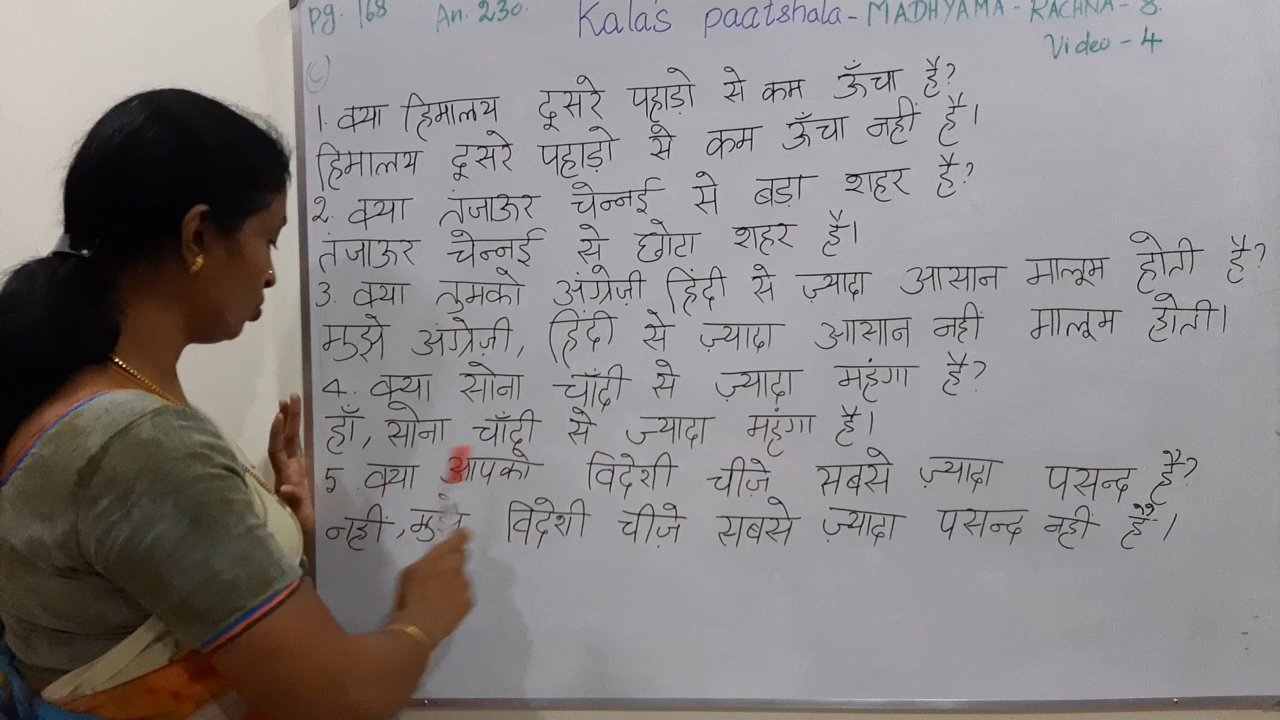 Pg. 168 An. 230. Kala's paatshala - MADHYAMA - RACHNA - 8.
Video - 4
(C)
1. क्या हिमालय दूसरे पहाड़ो से कम ऊँचा है?
हिमालय दूसरे पहाड़ो से कम ऊँचा नहीं है।
2. क्या तंजाऊर चेन्नई से बड़ा शहर है?
तंजाऊर चेन्नई से छोटा शहर है।
3. क्या तुमको अंग्रेज़ी हिंदी से ज़्यादा आसान मालूम होती है?
मुझे अंग्रेज़ी, हिंदी से ज़्यादा आसान नहीं मालूम होती।
4. क्या सोना चाँदी से ज़्यादा महंगा है?
हाँ, सोना चाँदी से ज्यादा महंगा है।
5. क्या आपको विदेशी चीज़े सबसे ज़्यादा पसन्द है?
नहीं, मुझे विदेशी चीज़े सबसे ज़्यादा पसन्द नहीं हैं।